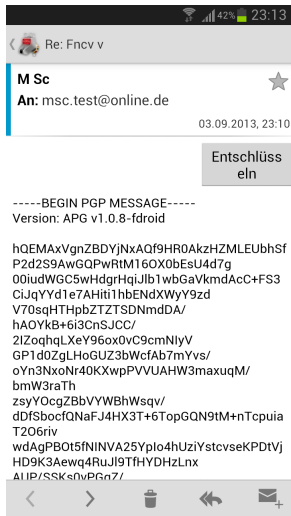 42% 23:13
Re: Fncv v
M Sc
An: msc.test@online.de
03.09.2013, 23:10
Entschlüss
eln
-----BEGIN PGP MESSAGE-----
Version: APG v1.0.8-fdroid
hQEMAxVgnZBDYjNxAQf9HR0AkzHZMLEUbhSf
P2d2S9AwGQPwRtM16OX0bEsU4d7g
00iudWGC5wHdgrHqiJlb1wbGaVkmdAcC+FS3
CiJqYYd1e7AHiti1hbENdXWyY9zd
V70sqHTHpbZTZTSDNmdDA/
hAOYkB+6i3CnSJCC/
2IZoqhqLXeY96ox0vC9cmNIyV
GP1d0ZgLHoGUZ3bWcfAb7mYvs/
oYn3NxoNr40KXwpPVVUAHW3maxuqM/
bmW3raTh
zsyYOcgZBbVYWBhWsqv/
dDfSbocfQNaFJ4HX3T+6TopGQN9tM+nTcpuia
T2O6riv
wdAgPBOt5fNINVA25YpIo4hUziYstcvseKPDtVj
HD9K3Aewq4RuJl9TfHYDHzLnx
AUP/SSKs0vPGgZ/